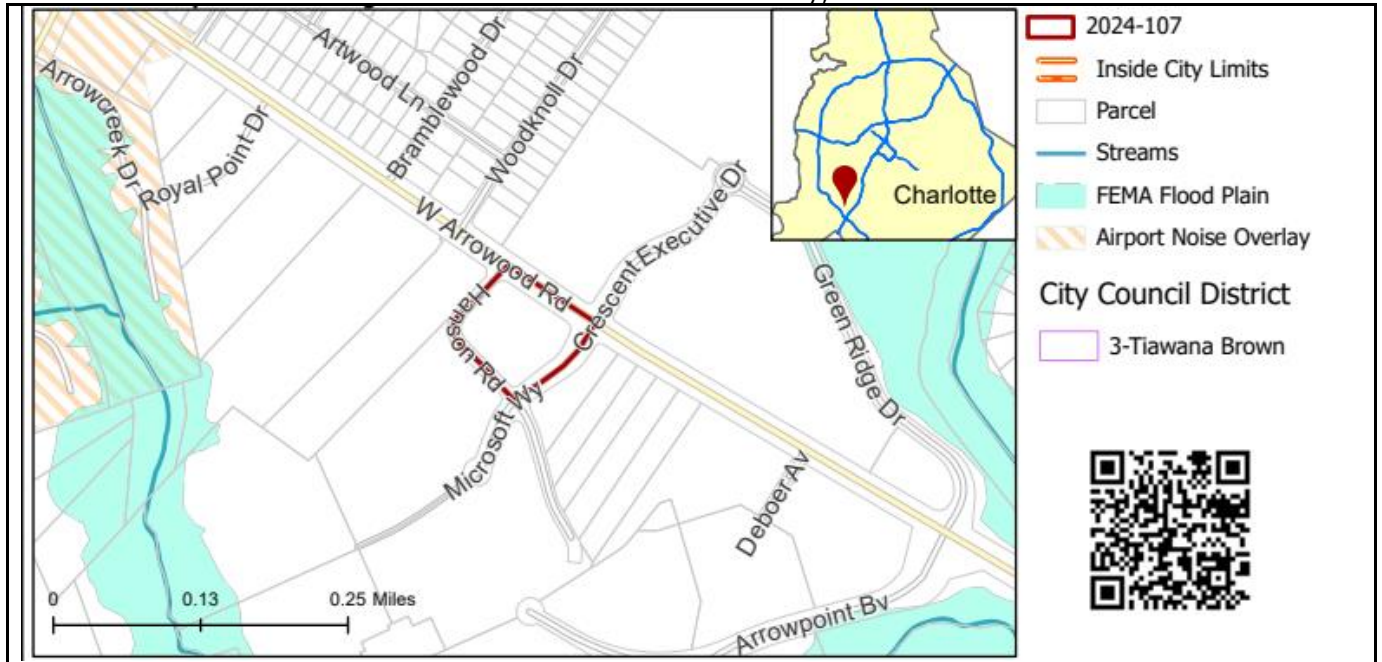 2024-107
Inside City Limits
Parcel
Streams
FEMA Flood Plain
Airport Noise Overlay
City Council District
3-Tiawana Brown
Charlotte
Artwood Ln
Bramblewood Dr
Woodknoll Dr
Arrowcreek Dr
Royal Point Dr
W Arrowood Rd
Crescent Executive Dr
Hanson Rd
Green Ridge Dr
Microsoft Wy
Deboer Av
Arrowpoint Bv
0 0.13 0.25 Miles